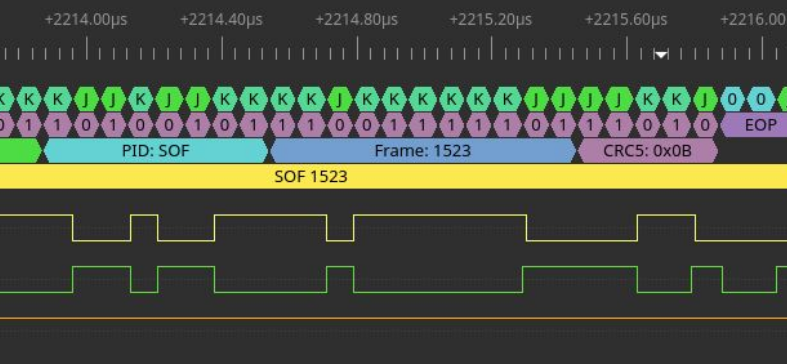 +2214.00µs +2214.40µs +2214.80µs +2215.20µs +2215.60µs +2216.00
K K K J J K J J K K K K J K K K K K K J J J J K K J 0 0
0 1 1 0 1 0 0 1 0 1 1 1 0 0 1 1 1 1 1 0 1 1 1 0 1 0 EOP
PID: SOF Frame: 1523 CRC5: 0x0B
SOF 1523